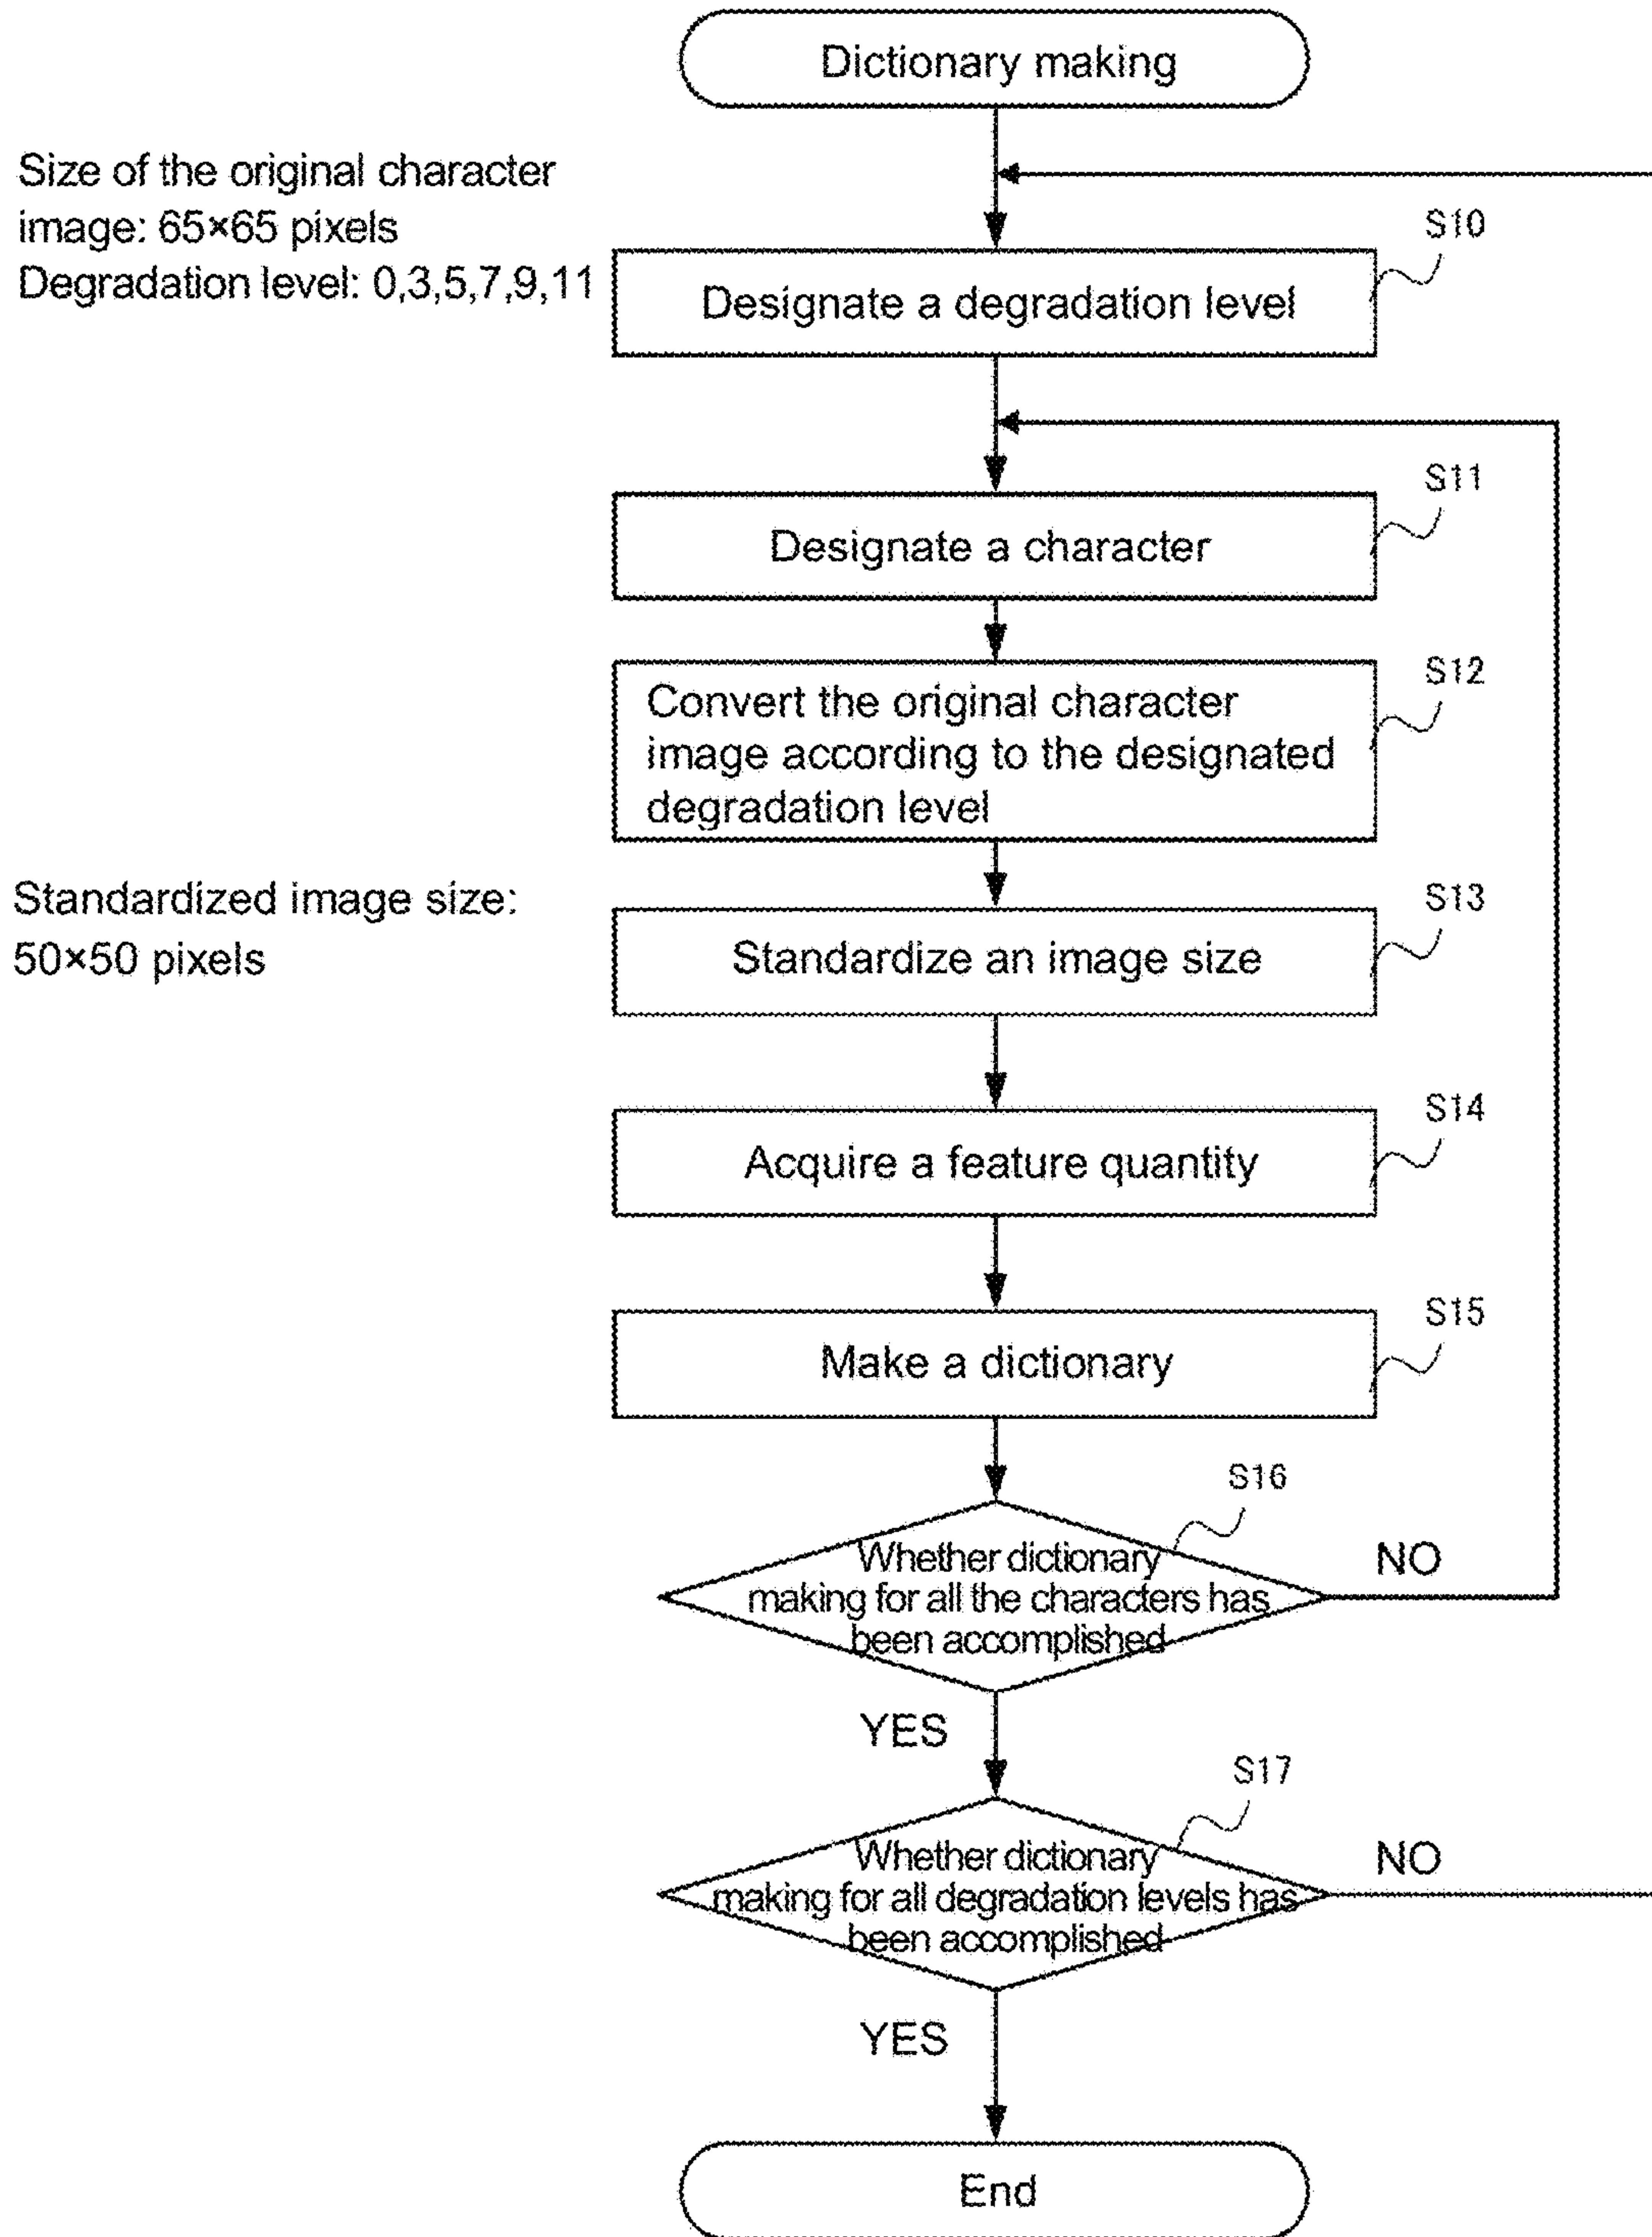 Dictionary making
Size of the original character
image: 65×65 pixels
Degradation level: 0,3,5,7,9,11
S10
Designate a degradation level
S11
Designate a character
S12
Convert the original character
image according to the designated
degradation level
Standardized image size:
50×50 pixels
S13
Standardize an image size
S14
Acquire a feature quantity
S15
Make a dictionary
S16
Whether dictionary
making for all the characters has
been accomplished
NO
YES
S17
Whether dictionary
making for all degradation levels has
been accomplished
NO
YES
End